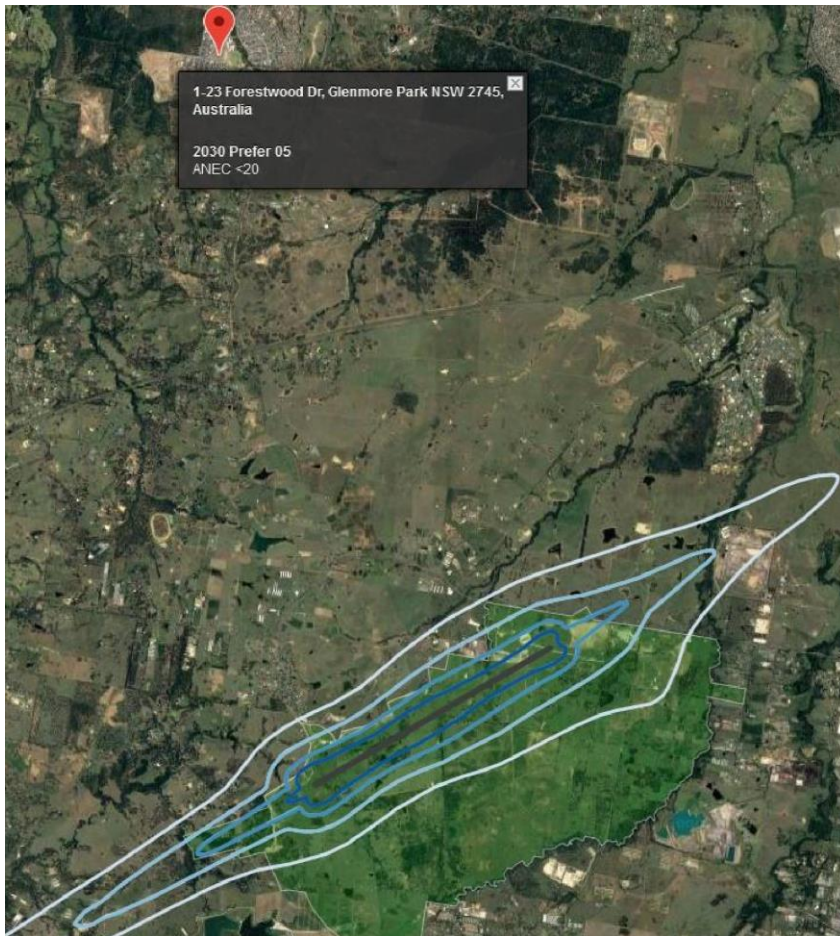 1-23 Forestwood Dr, Glenmore Park NSW 2745,
Australia
2030 Prefer 05
ANEC <20